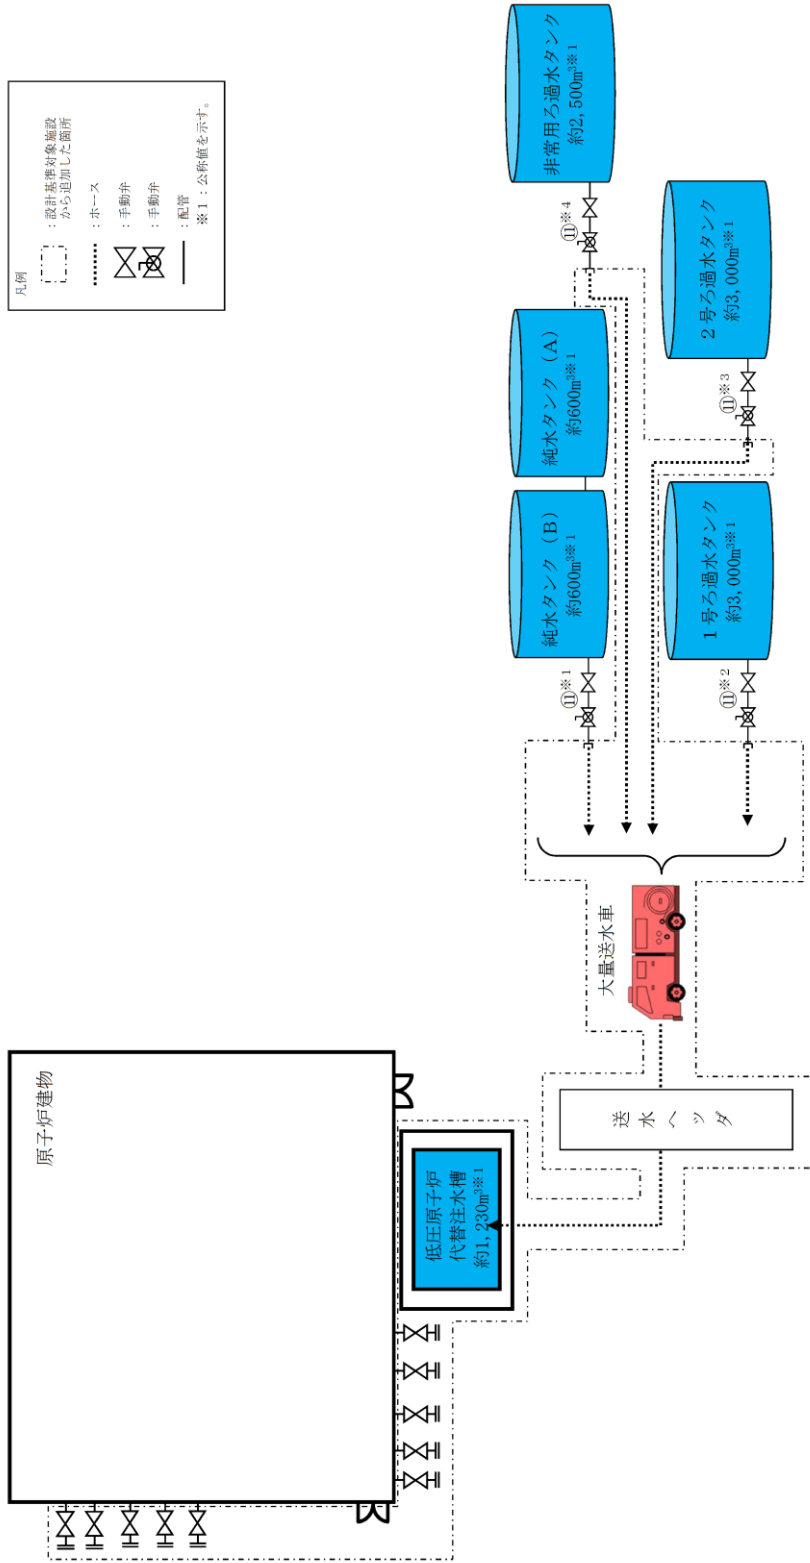 凡例
：設計基準対象施設
から追加した箇所
：ホース
：手動弁
：手動弁
：配管
※１：公称値を示す。
原子炉建物
低圧原子炉
代替注水槽
約1,230m³※１
送水ヘッダ
大量送水車
純水タンク（B）
約600m³※１
⑪※１
純水タンク（A）
約600m³※１
非常用ろ過水タンク
約2,500m³※１
⑪※４
１号ろ過水タンク
約3,000m³※１
⑪※２
２号ろ過水タンク
約3,000m³※１
⑪※３